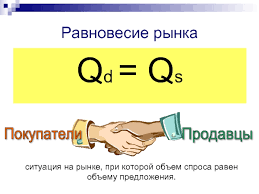 Равновесие рынка
Qd = Qs
Покупатели
Продавцы
ситуация на рынке, при которой объем спроса равен
объему предложения.